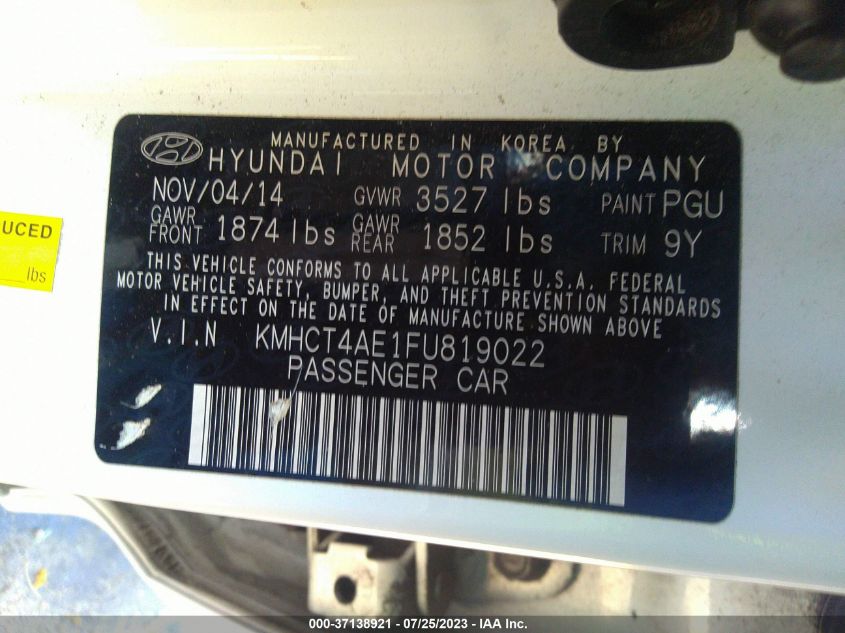 MANUFACTURED IN KOREA BY
HYUNDAI MOTOR COMPANY
NOV/04/14 GVWR 3527 lbs PAINT PGU
GAWR FRONT 1874 lbs GAWR REAR 1852 lbs TRIM 9Y
THIS VEHICLE CONFORMS TO ALL APPLICABLE U.S.A. FEDERAL
MOTOR VEHICLE SAFETY, BUMPER, AND THEFT PREVENTION STANDARDS
IN EFFECT ON THE DATE OF MANUFACTURE SHOWN ABOVE
V.I.N KMHCT4AE1FU819022
PASSENGER CAR
UCED
lbs
000-37138921 - 07/25/2023 - IAA Inc.